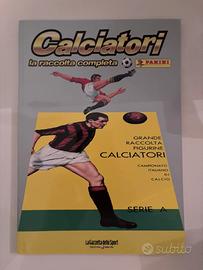 Calciatori
la raccolta completa
PANINI
GRANDE
RACCOLTA
FIGURINE
CALCIATORI
CAMPIONATO
ITALIANO
DI
CALCIO
SERIE A
La Gazzetta dello Sport
subito